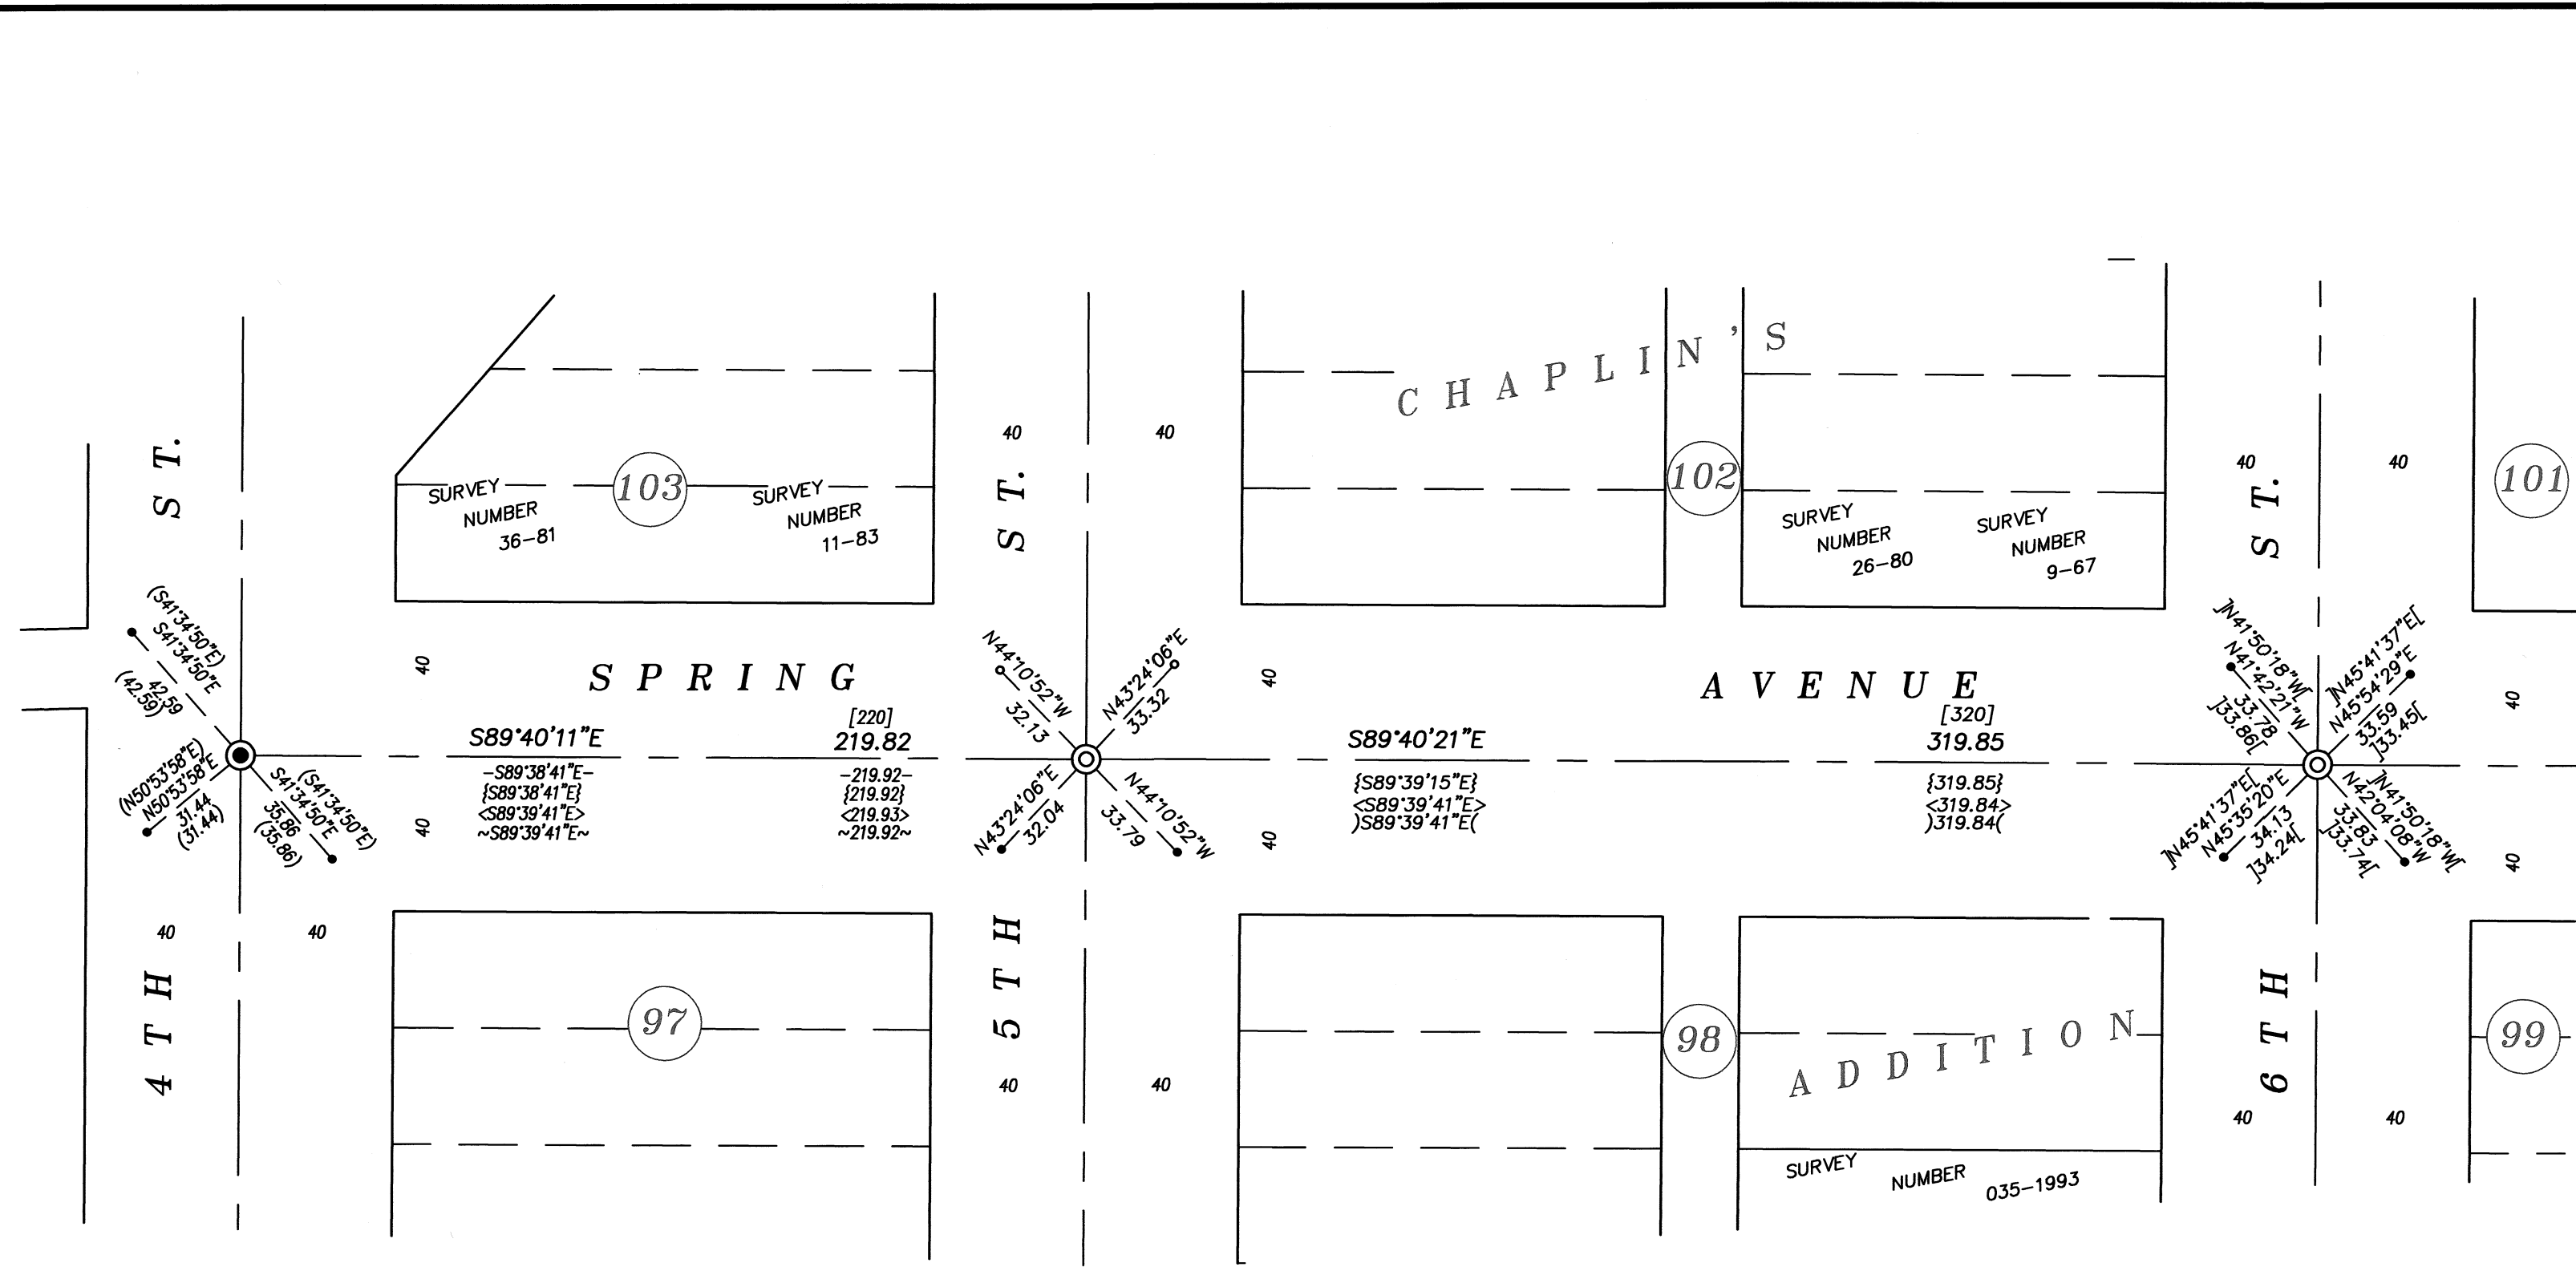 CHAPLIN'S
40
40
40
40
4TH ST.
5TH ST.
6TH ST.
103
102
101
SURVEY
NUMBER
36-81
SURVEY
NUMBER
11-83
SURVEY
NUMBER
26-80
SURVEY
NUMBER
9-67
(S41°34'50"E)
S41°34'50"E
42.59
(42.59)
(N50°53'58"E)
N50°53'58"E
31.44
(31.44)
(S41°34'50"E)
S41°34'50"E
35.86
(35.86)
40
40
SPRING AVENUE
S89°40'11"E
-S89°38'41"E-
{S89°38'41"E}
<S89°39'41"E>
~S89°39'41"E~
[220]
219.82
-219.92-
{219.92}
<219.93>
~219.92~
N44°10'52"W
32.13
N43°24'06"E
33.32
N43°24'06"E
32.04
N44°10'52"W
33.79
40
40
S89°40'21"E
{S89°39'15"E}
<S89°39'41"E>
)S89°39'41"E(
[320]
319.85
{319.85}
<319.84>
)319.84(
]N41°50'18"W[
N41°42'21"W
33.78
]33.86[
]N45°41'37"E[
N45°54'29"E
33.59
]33.45[
]N45°41'37"E[
N45°35'20"E
34.13
]34.24[
]N41°50'18"W[
N42°04'08"W
33.83
]33.74[
40
40
40
40
97
98
99
ADDITION
40
40
40
40
SURVEY NUMBER 035-1993